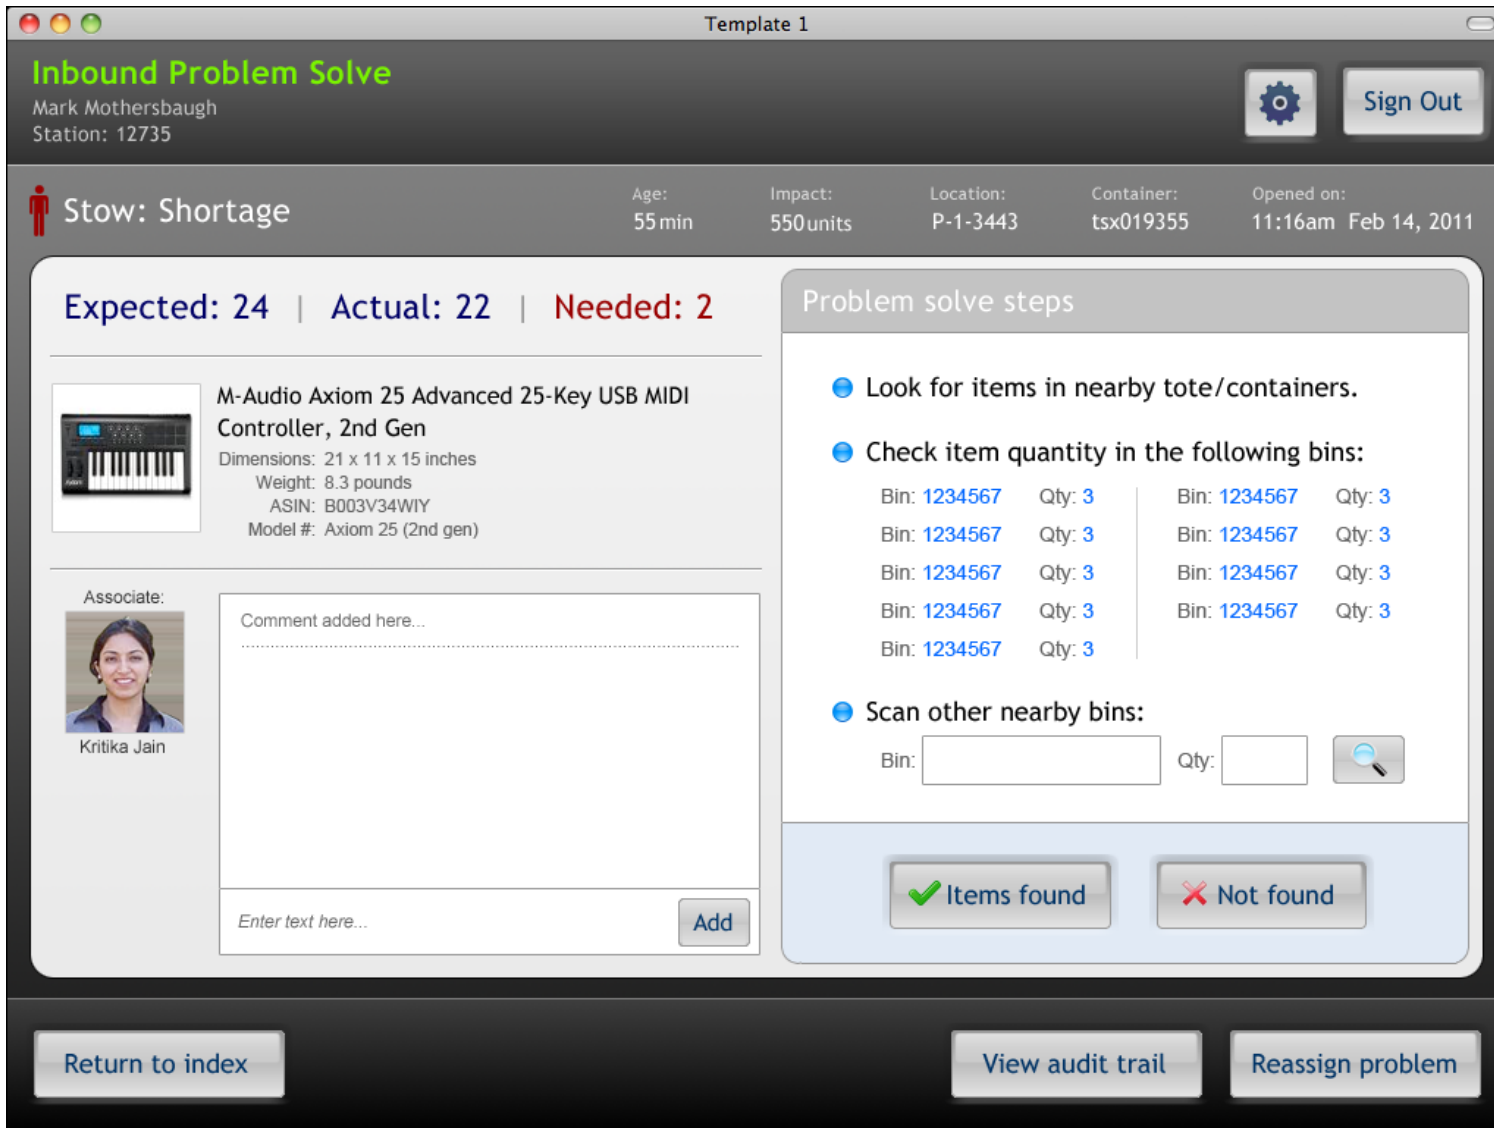 Template 1
Inbound Problem Solve
Mark Mothersbaugh
Station: 12735
Sign Out
Stow: Shortage
Age:
55 min
Impact:
550 units
Location:
P-1-3443
Container:
tsx019355
Opened on:
11:16am Feb 14, 2011
Expected: 24 | Actual: 22 | Needed: 2
M-Audio Axiom 25 Advanced 25-Key USB MIDI
Controller, 2nd Gen
Dimensions: 21 x 11 x 15 inches
Weight: 8.3 pounds
ASIN: B003V34WIY
Model #: Axiom 25 (2nd gen)
Associate:
Kritika Jain
Comment added here...
Enter text here...
Add
Problem solve steps
Look for items in nearby tote/containers.
Check item quantity in the following bins:
Bin: 1234567 Qty: 3 Bin: 1234567 Qty: 3
Bin: 1234567 Qty: 3 Bin: 1234567 Qty: 3
Bin: 1234567 Qty: 3 Bin: 1234567 Qty: 3
Bin: 1234567 Qty: 3 Bin: 1234567 Qty: 3
Bin: 1234567 Qty: 3
Scan other nearby bins:
Bin: Qty:
Items found
Not found
Return to index
View audit trail
Reassign problem